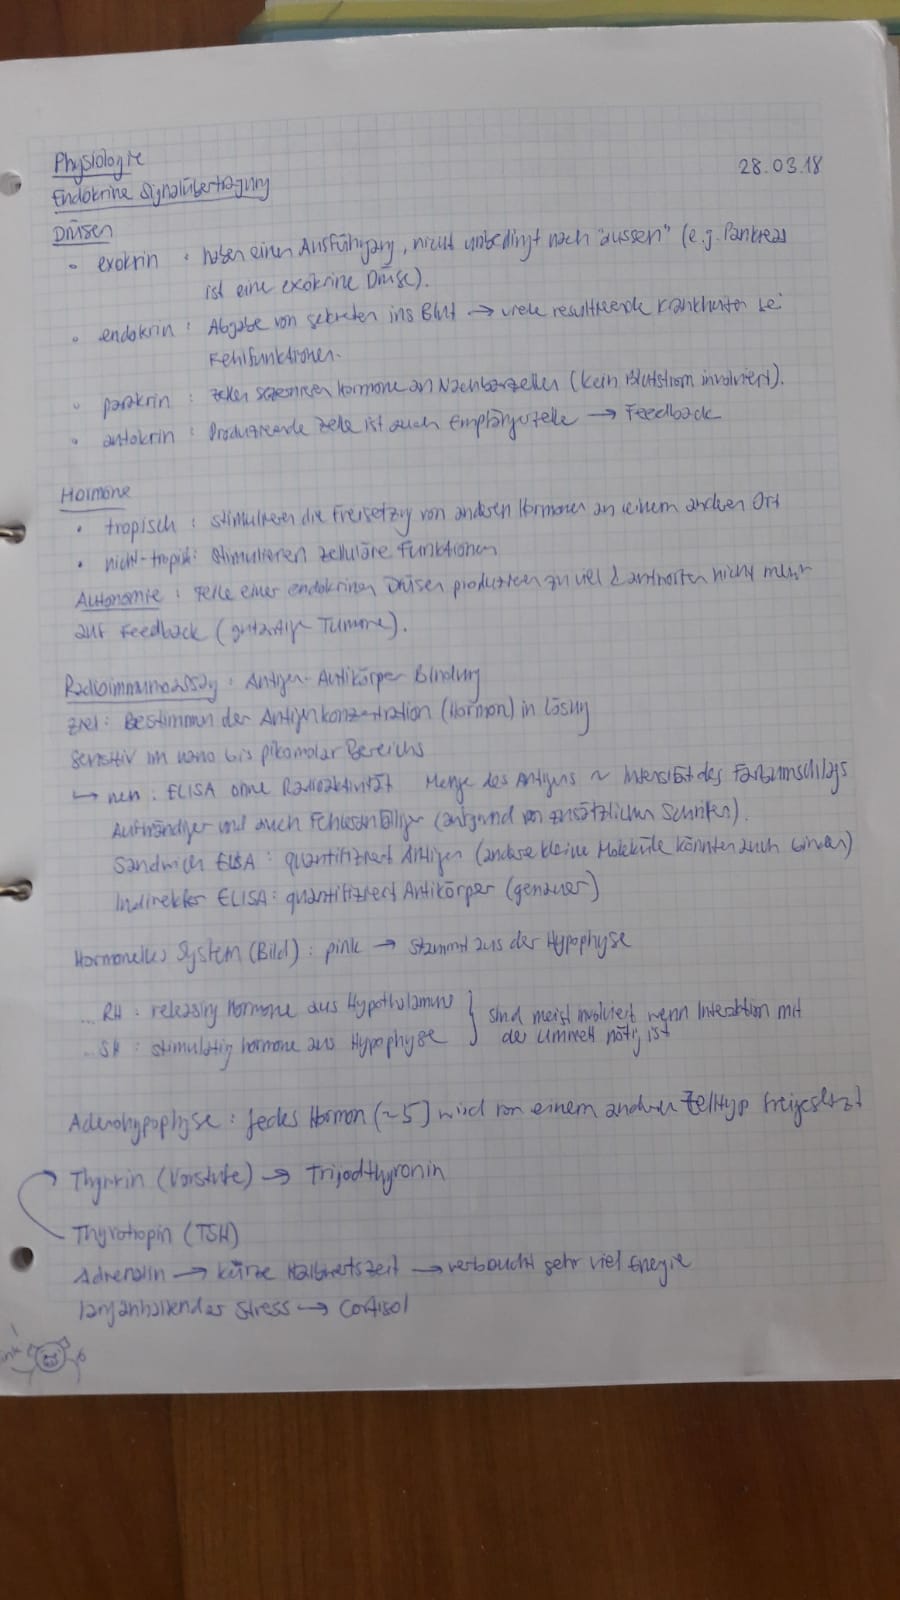 Physiologie
28.03.18
Endokrine Signalübertragung
Drüsen
• exokrin : haben einen Ausführgang, nicht unbedingt nach "aussen" (e.g. Pankreas
ist eine exokrine Drüse).
• endokrin : Abgabe von Sekreten ins Blut → viele resultierende Krankheiten bei
Fehlfunktionen.
• parakrin : Zellen sezernieren Hormone an Nachbarzellen (kein Blutstrom involviert).
• autokrin : Produzierende Zelle ist auch Empfängerzelle → Feedback
Hormone
• tropisch : stimulieren die Freisetzg von anderen Hormonen an einem anderen Ort
• nicht-tropisch: stimulieren zelluläre Funktionen
Autonomie : Teile einer endokrinen Drüsen produzieren zu viel & antworten nicht mehr
auf Feedback (gutartige Tumore).
Radioimmunoassay : Antigen-Antikörper Bindung
Ziel : Bestimmen der Antigenkonzentration (Hormon) in Lösung
Sensitiv im nano bis pikomolar Bereichs
↳ neu : ELISA ohne Radioaktivität Menge des Antigens ~ Intensität des Farbumschlags
Aufwändiger und auch Fehleranfälliger (aufgrund von zusätzlichen Schritten).
Sandwich ELISA : quantifiziert Antigen (andere kleine Moleküle könnten auch binden)
Indirekter ELISA : quantifiziert Antikörper (genauer)
Hormonelles System (Bild) : pink → stammt aus der Hypophyse
...RH : releasing hormone aus Hypothalamus } sind meist involviert wenn Interaktion mit
...SH : stimulating hormone aus Hypophyse der Umwelt nötig ist
Adenohypophyse : Jedes Hormon (~5) wird von einem anderen Zelltyp freigesetzt
Thyroxin (Vorstufe) → Trijodthyronin
Thyrotropin (TSH)
Adrenalin → kurze Halbwertszeit → verbraucht sehr viel Energie
langanhaltender Stress → Cortisol